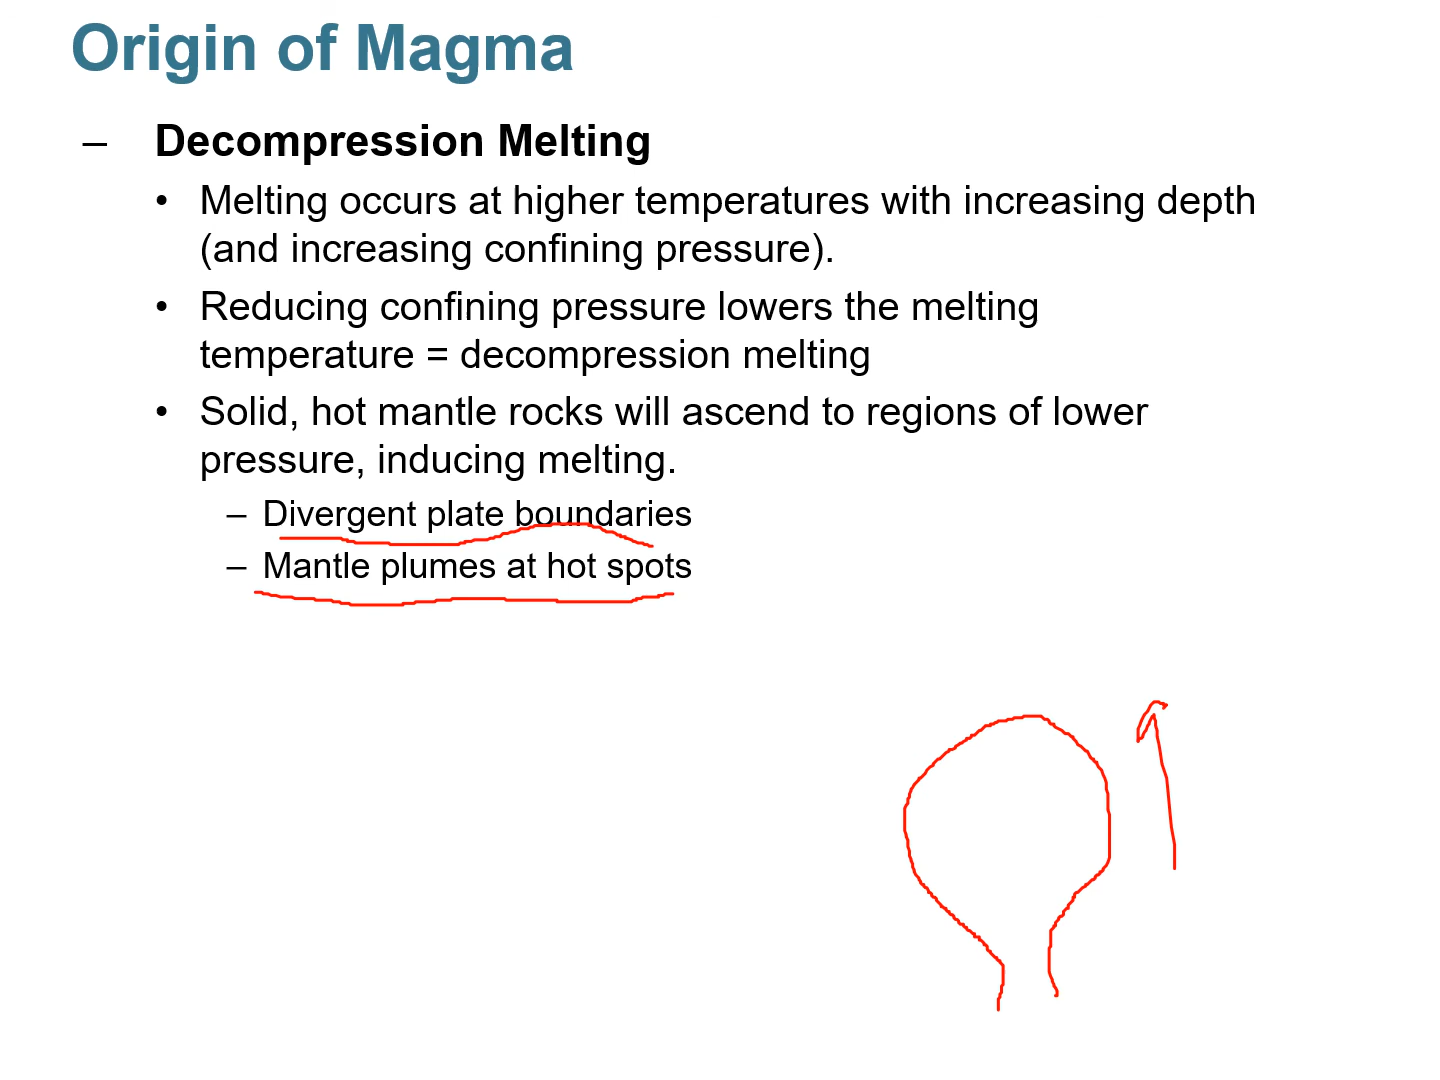 Origin of Magma
– Decompression Melting
• Melting occurs at higher temperatures with increasing depth
(and increasing confining pressure).
• Reducing confining pressure lowers the melting
temperature = decompression melting
• Solid, hot mantle rocks will ascend to regions of lower
pressure, inducing melting.
– Divergent plate boundaries
– Mantle plumes at hot spots